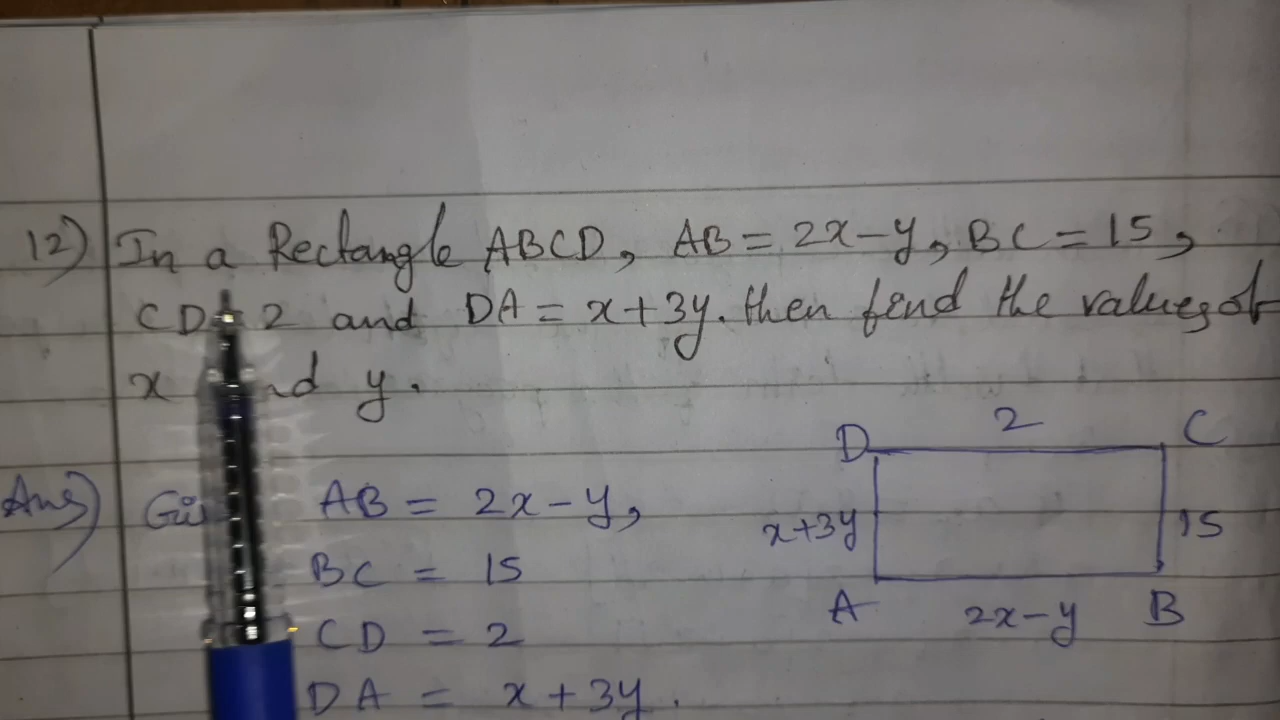 12) In a Rectangle ABCD, AB = 2x-y, BC = 15,
CD 2 and DA = x+3y. then find the values of
x y.
D 2 C
Ans) AB = 2x-y,
x+3y 15
BC = 15
A 2x-y B
CD = 2
DA = x+3y.